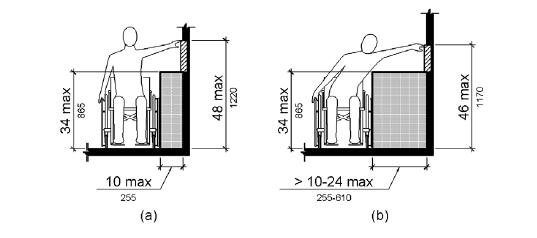 34 max
865
48 max
1220
10 max
255
(a)
34 max
865
46 max
1170
> 10-24 max
255-610
(b)